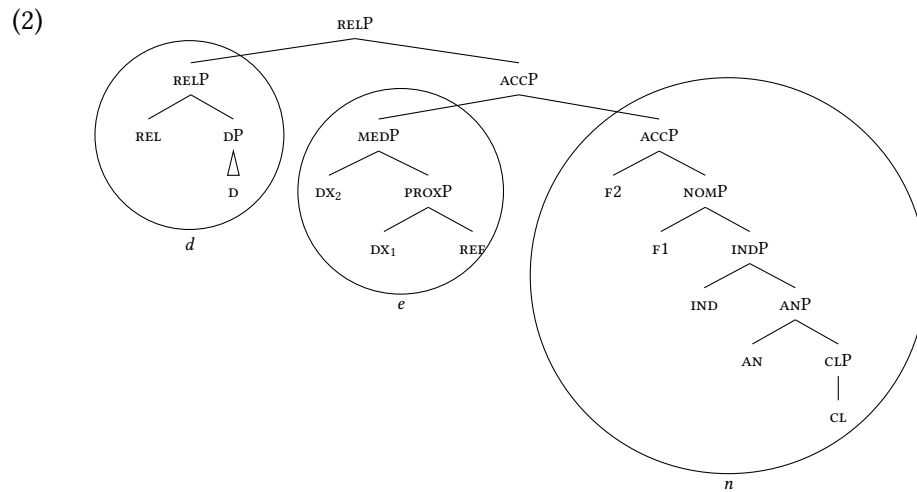 (2)
RELP
RELP ACCP
REL DP MEDP ACCP
D DX₂ PROXP F2 NOMP
d DX₁ REF F1 INDP
e IND ANP
AN CLP
CL
n